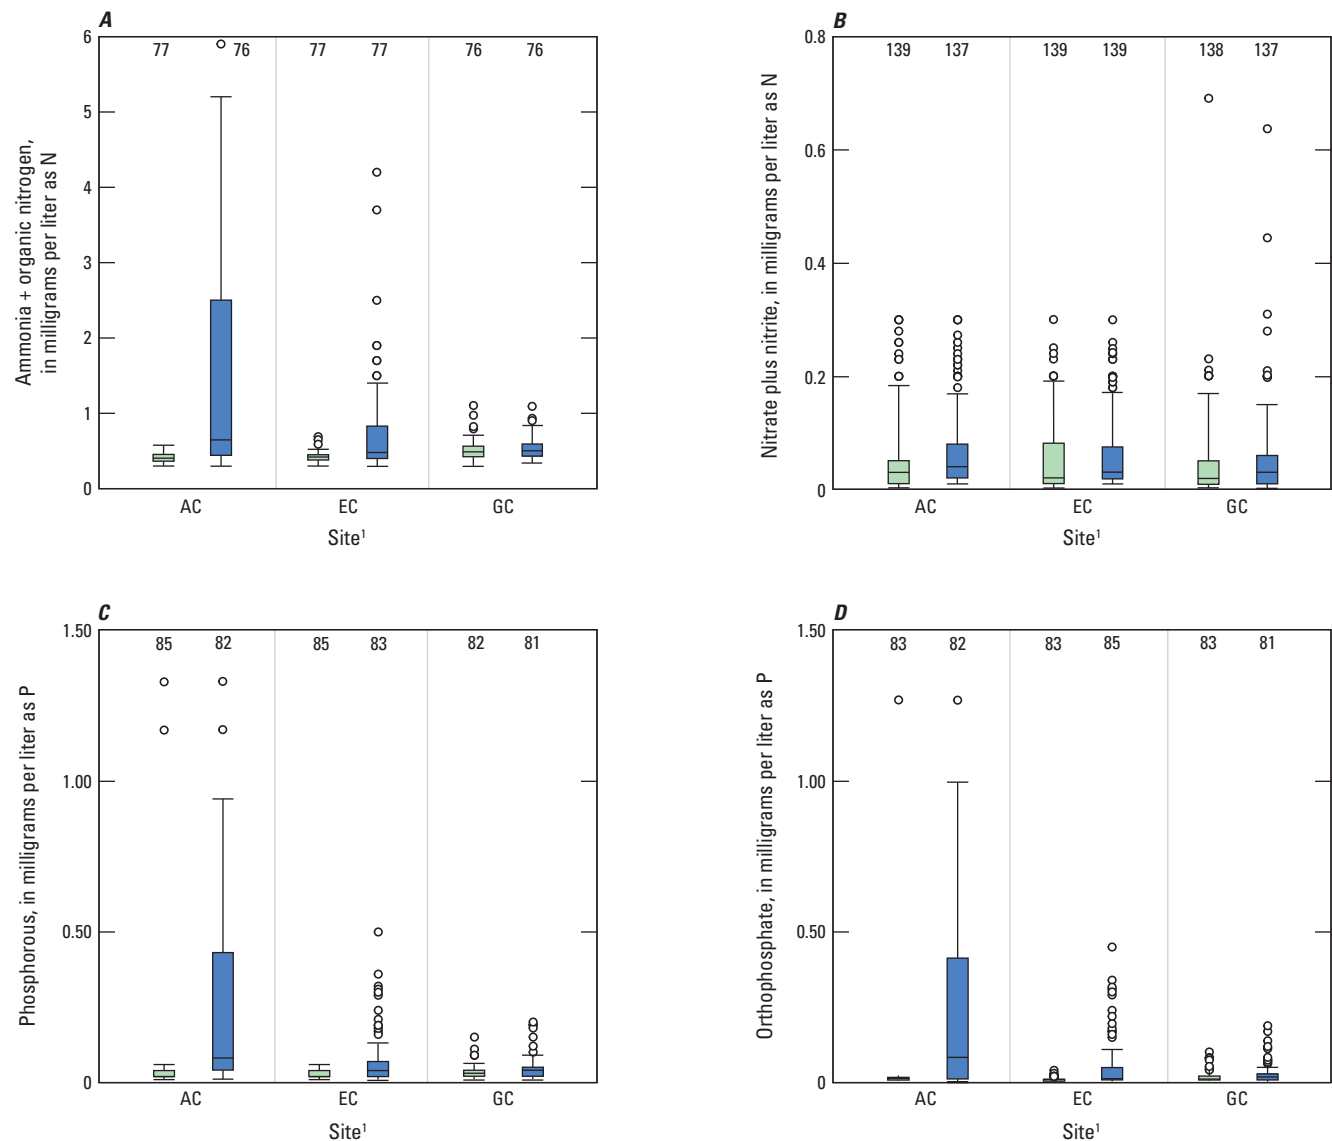 A
77 76 77 77 76 76
6
5
4
3
2
1
0
Ammonia + organic nitrogen,
in milligrams per liter as N
AC EC GC
Site¹
B
139 137 139 139 138 137
0.8
0.6
0.4
0.2
0
Nitrate plus nitrite, in milligrams per liter as N
AC EC GC
Site¹
C
85 82 85 83 82 81
1.50
1.00
0.50
0
Phosphorous, in milligrams per liter as P
AC EC GC
Site¹
D
83 82 83 85 83 81
1.50
1.00
0.50
0
Orthophosphate, in milligrams per liter as P
AC EC GC
Site¹